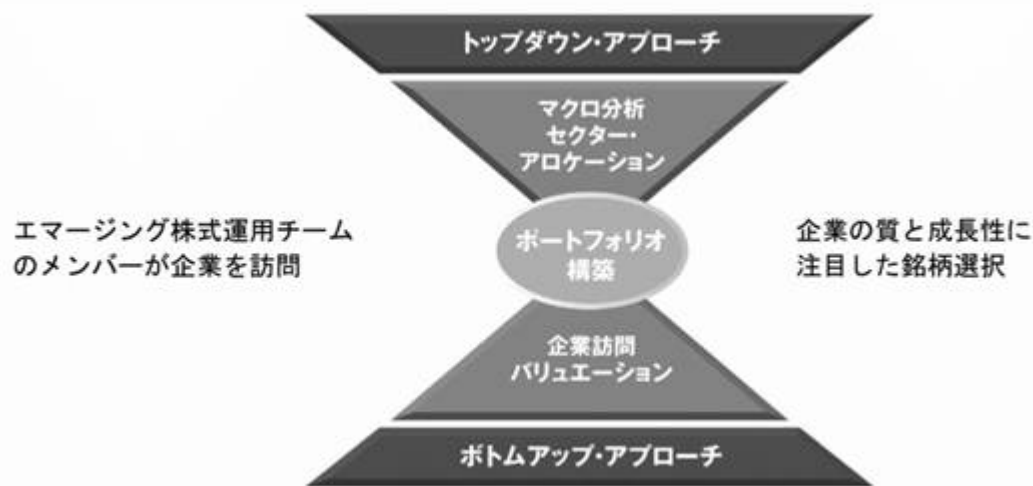 トップダウン・アプローチ
マクロ分析
セクター・
アロケーション
エマージング株式運用チーム
のメンバーが企業を訪問
ポートフォリオ
構築
企業の質と成長性に
注目した銘柄選択
企業訪問
バリュエーション
ボトムアップ・アプローチ